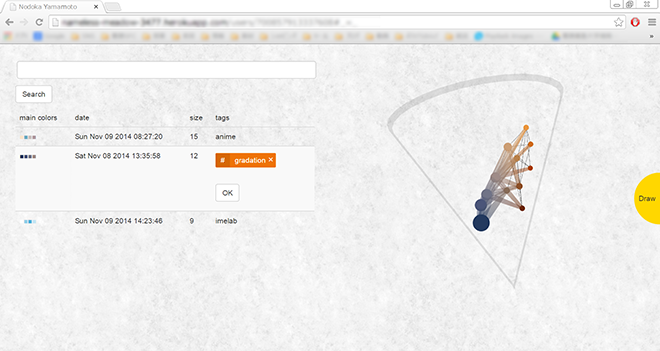 Nodoka Yamamoto
Search
main colors date size tags
Sun Nov 09 2014 08:27:20 15 anime
Sat Nov 08 2014 13:35:58 12 # gradation ×
OK
Sun Nov 09 2014 14:23:46 9 imelab
Draw